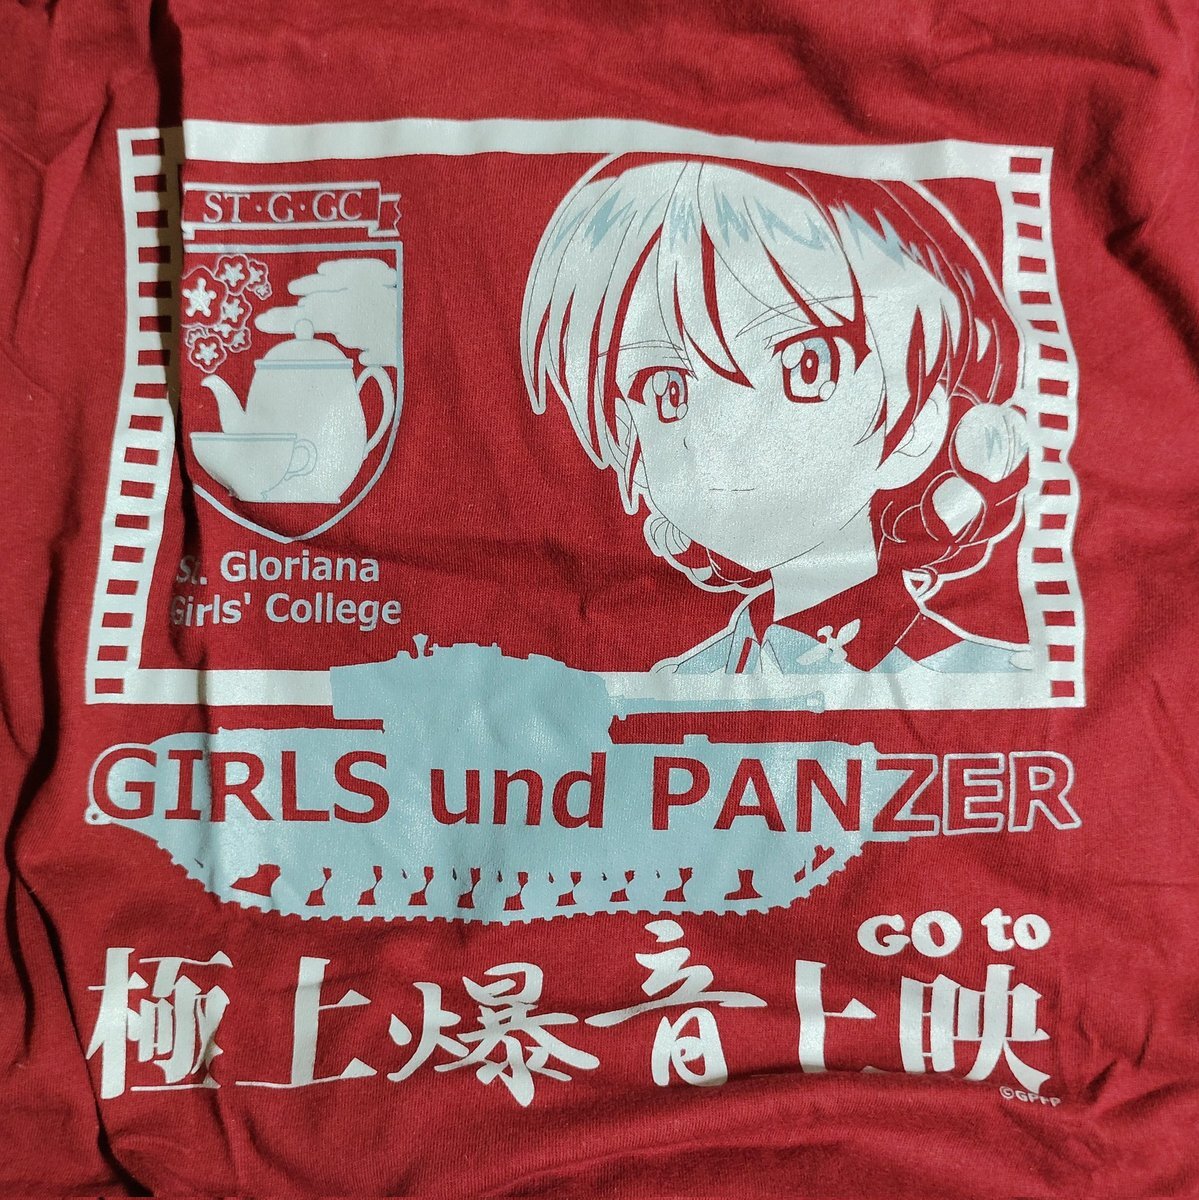 ST·G·GC
St. Gloriana
Girls' College
GIRLS und PANZER
GO to
極上爆音上映
©GPFP